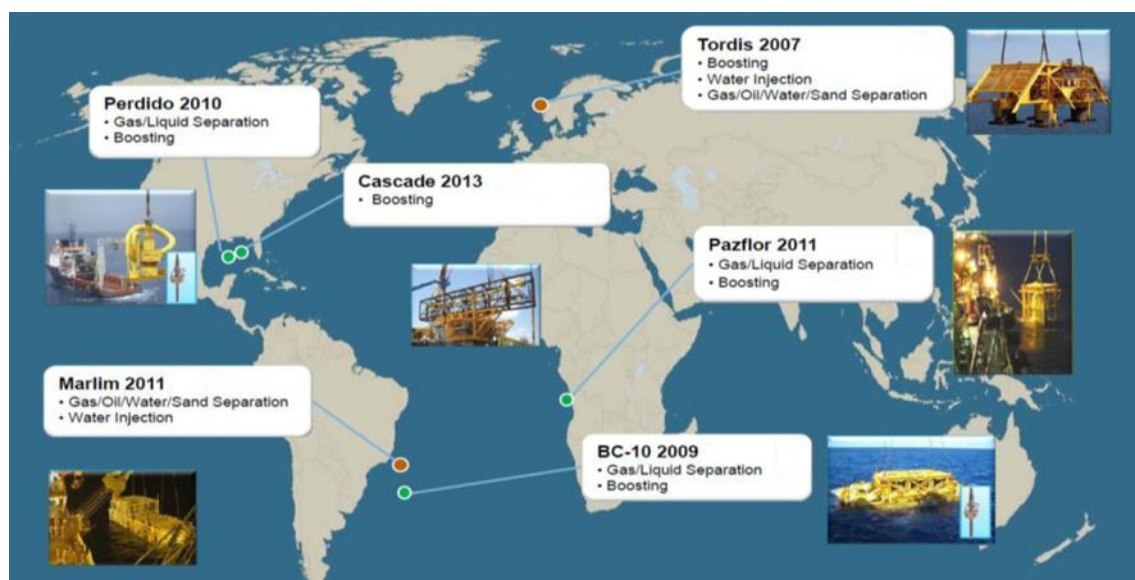 Tordis 2007
• Boosting
• Water Injection
• Gas/Oil/Water/Sand Separation
Perdido 2010
• Gas/Liquid Separation
• Boosting
Cascade 2013
• Boosting
Pazflor 2011
• Gas/Liquid Separation
• Boosting
Marlim 2011
• Gas/Oil/Water/Sand Separation
• Water Injection
BC-10 2009
• Gas/Liquid Separation
• Boosting